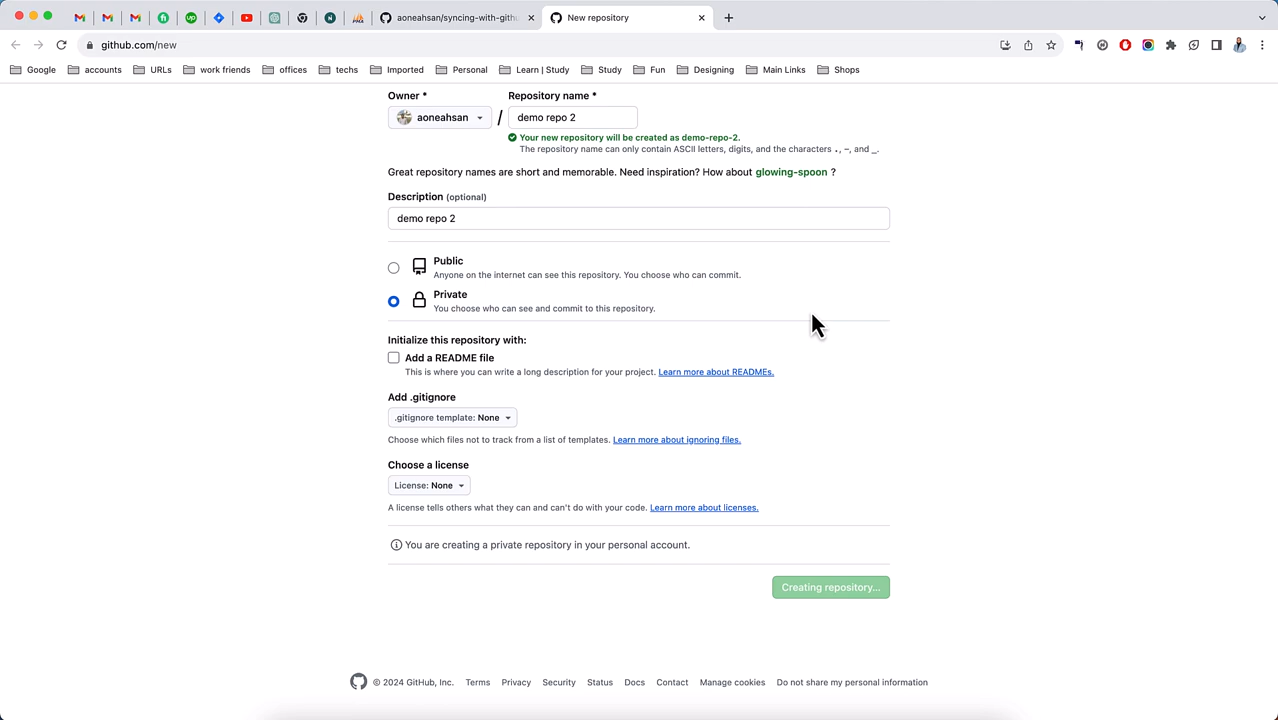 aoneahsan/syncing-with-gith
New repository
github.com/new
Google accounts URLs work friends offices techs Imported Personal Learn | Study Study Fun Designing Main Links Shops
Owner * Repository name *
aoneahsan / demo repo 2
Your new repository will be created as demo-repo-2.
The repository name can only contain ASCII letters, digits, and the characters ., -, and _.
Great repository names are short and memorable. Need inspiration? How about glowing-spoon ?
Description (optional)
demo repo 2
Public
Anyone on the internet can see this repository. You choose who can commit.
Private
You choose who can see and commit to this repository.
Initialize this repository with:
Add a README file
This is where you can write a long description for your project. Learn more about READMEs.
Add .gitignore
.gitignore template: None
Choose which files not to track from a list of templates. Learn more about ignoring files.
Choose a license
License: None
A license tells others what they can and can't do with your code. Learn more about licenses.
You are creating a private repository in your personal account.
Creating repository...
© 2024 GitHub, Inc. Terms Privacy Security Status Docs Contact Manage cookies Do not share my personal information